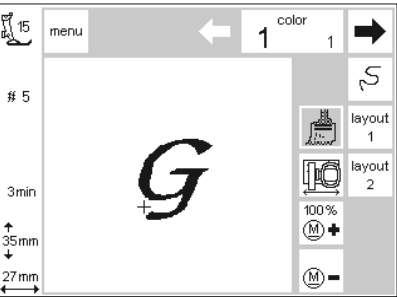 15
menu
color
1 1
# 5
layout
1
layout
2
G
3min
100%
M +
35mm
27mm
M -